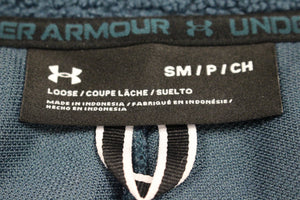 ER ARMOUR UNDE
SM / P / CH
LOOSE / COUPE LÂCHE / SUELTO
MADE IN INDONESIA / FABRIQUÉ EN INDONÉSIE /
HECHO EN INDONESIA